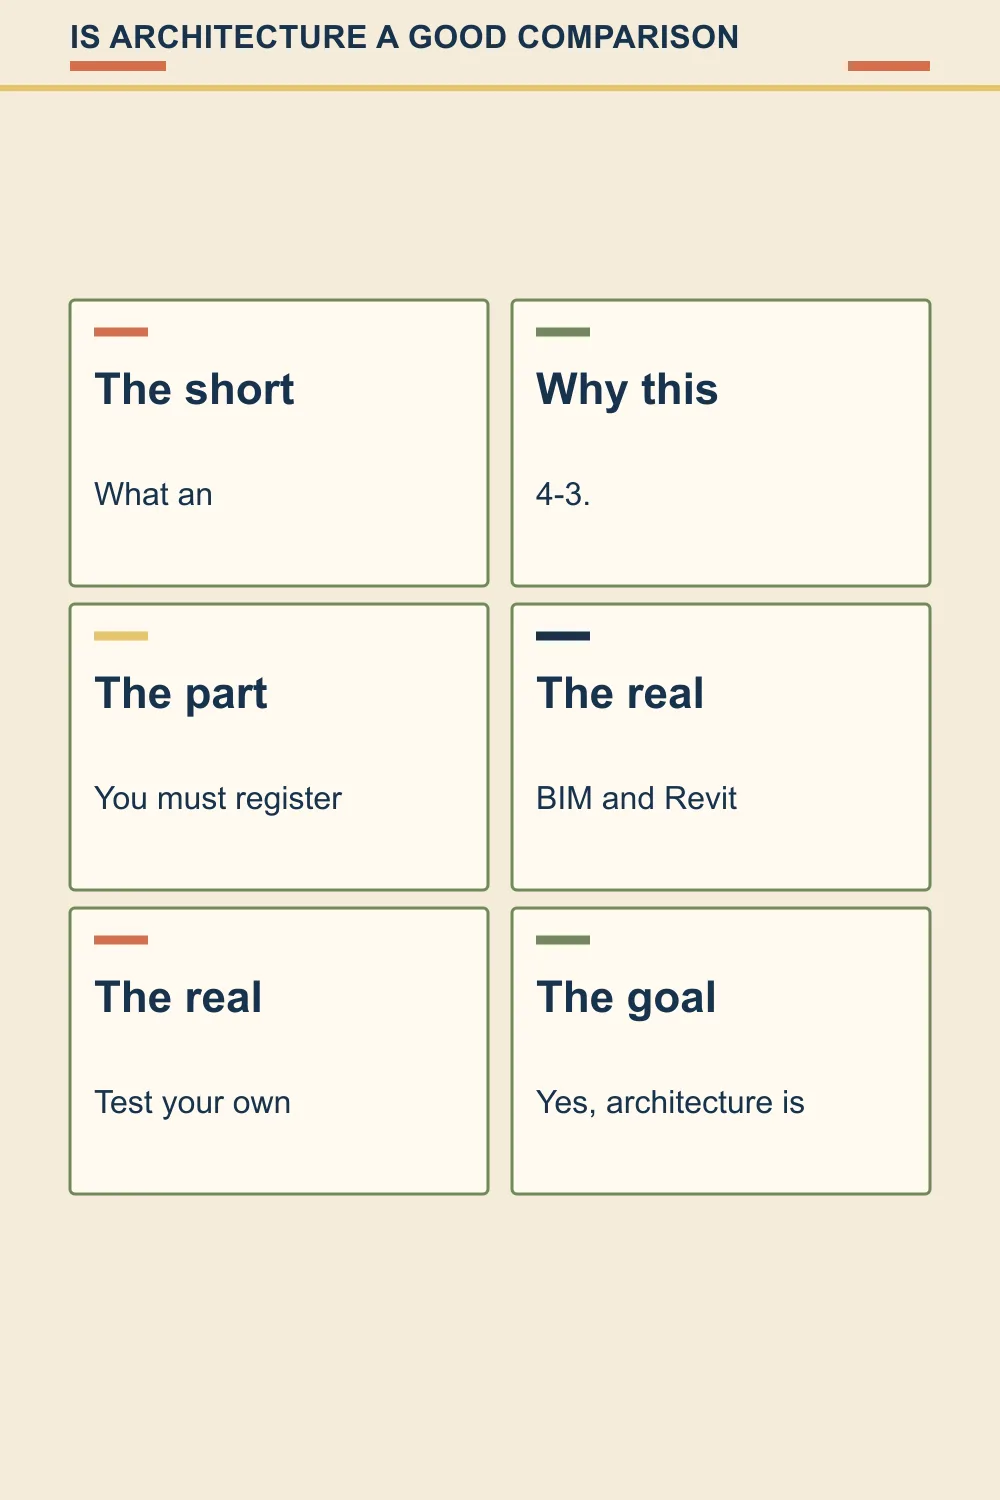 IS ARCHITECTURE A GOOD COMPARISON
The short
What an
Why this
4-3.
The part
You must register
The real
BIM and Revit
The real
Test your own
The goal
Yes, architecture is